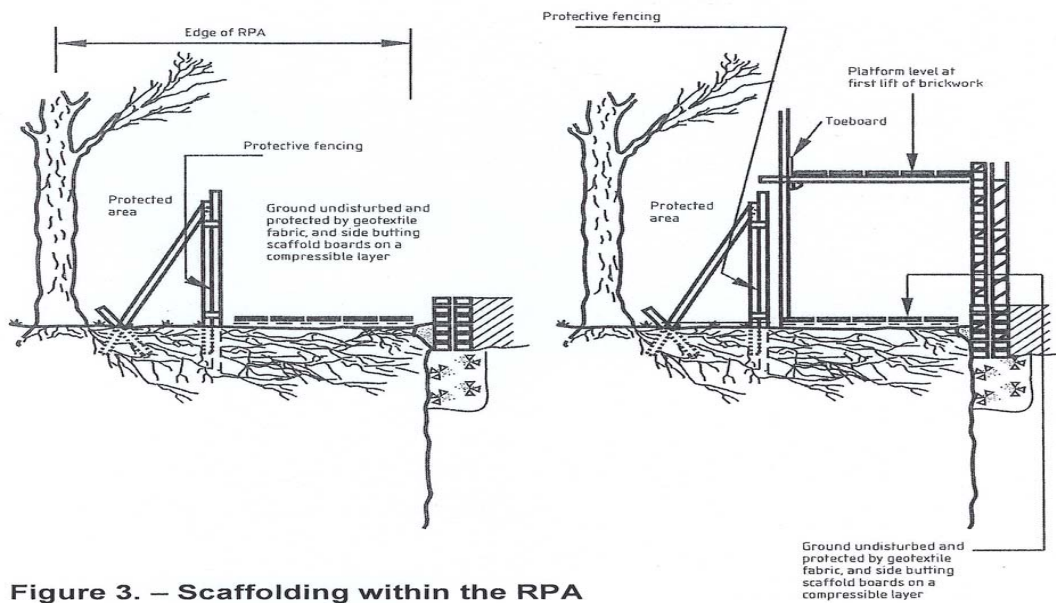 Edge of RPA
Protective fencing
Protected
area
Ground undisturbed and
protected by geotextile
fabric, and side butting
scaffold boards on a
compressible layer
Protective fencing
Platform level at
first lift of brickwork
Toeboard
Protected
area
Ground undisturbed and
protected by geotextile
fabric, and side butting
scaffold boards on a
compressible layer
Figure 3. – Scaffolding within the RPA